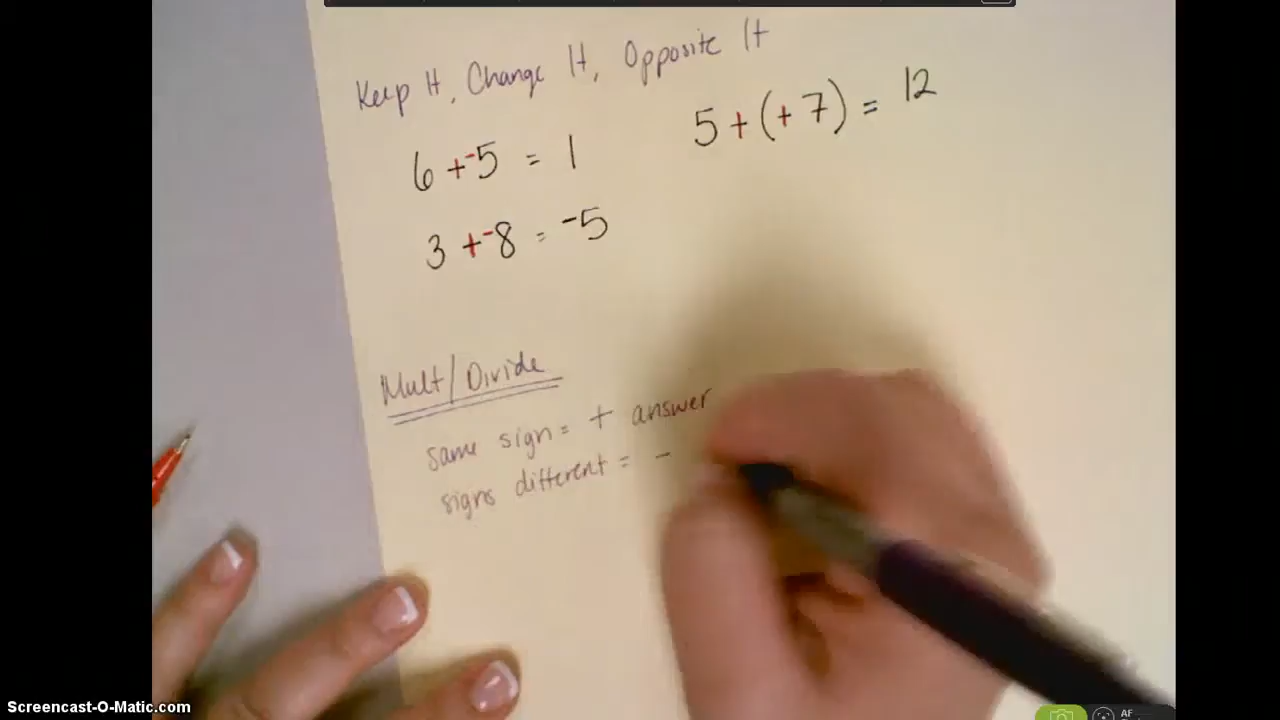 Keep It, Change It, Opposite It
6 + -5 = 1
5 + (+ 7) = 12
3 + -8 = -5
Mult/Divide
same sign = + answer
signs different = -
Screencast-O-Matic.com
AF